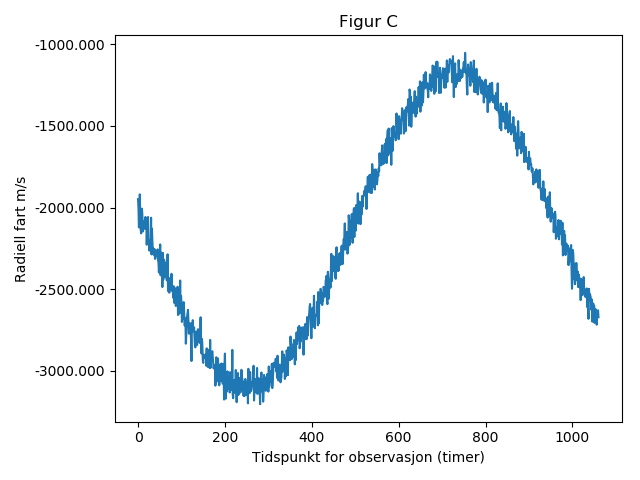 Figur C
-1000.000
-1500.000
-2000.000
-2500.000
-3000.000
Radiell fart m/s
0 200 400 600 800 1000
Tidspunkt for observasjon (timer)